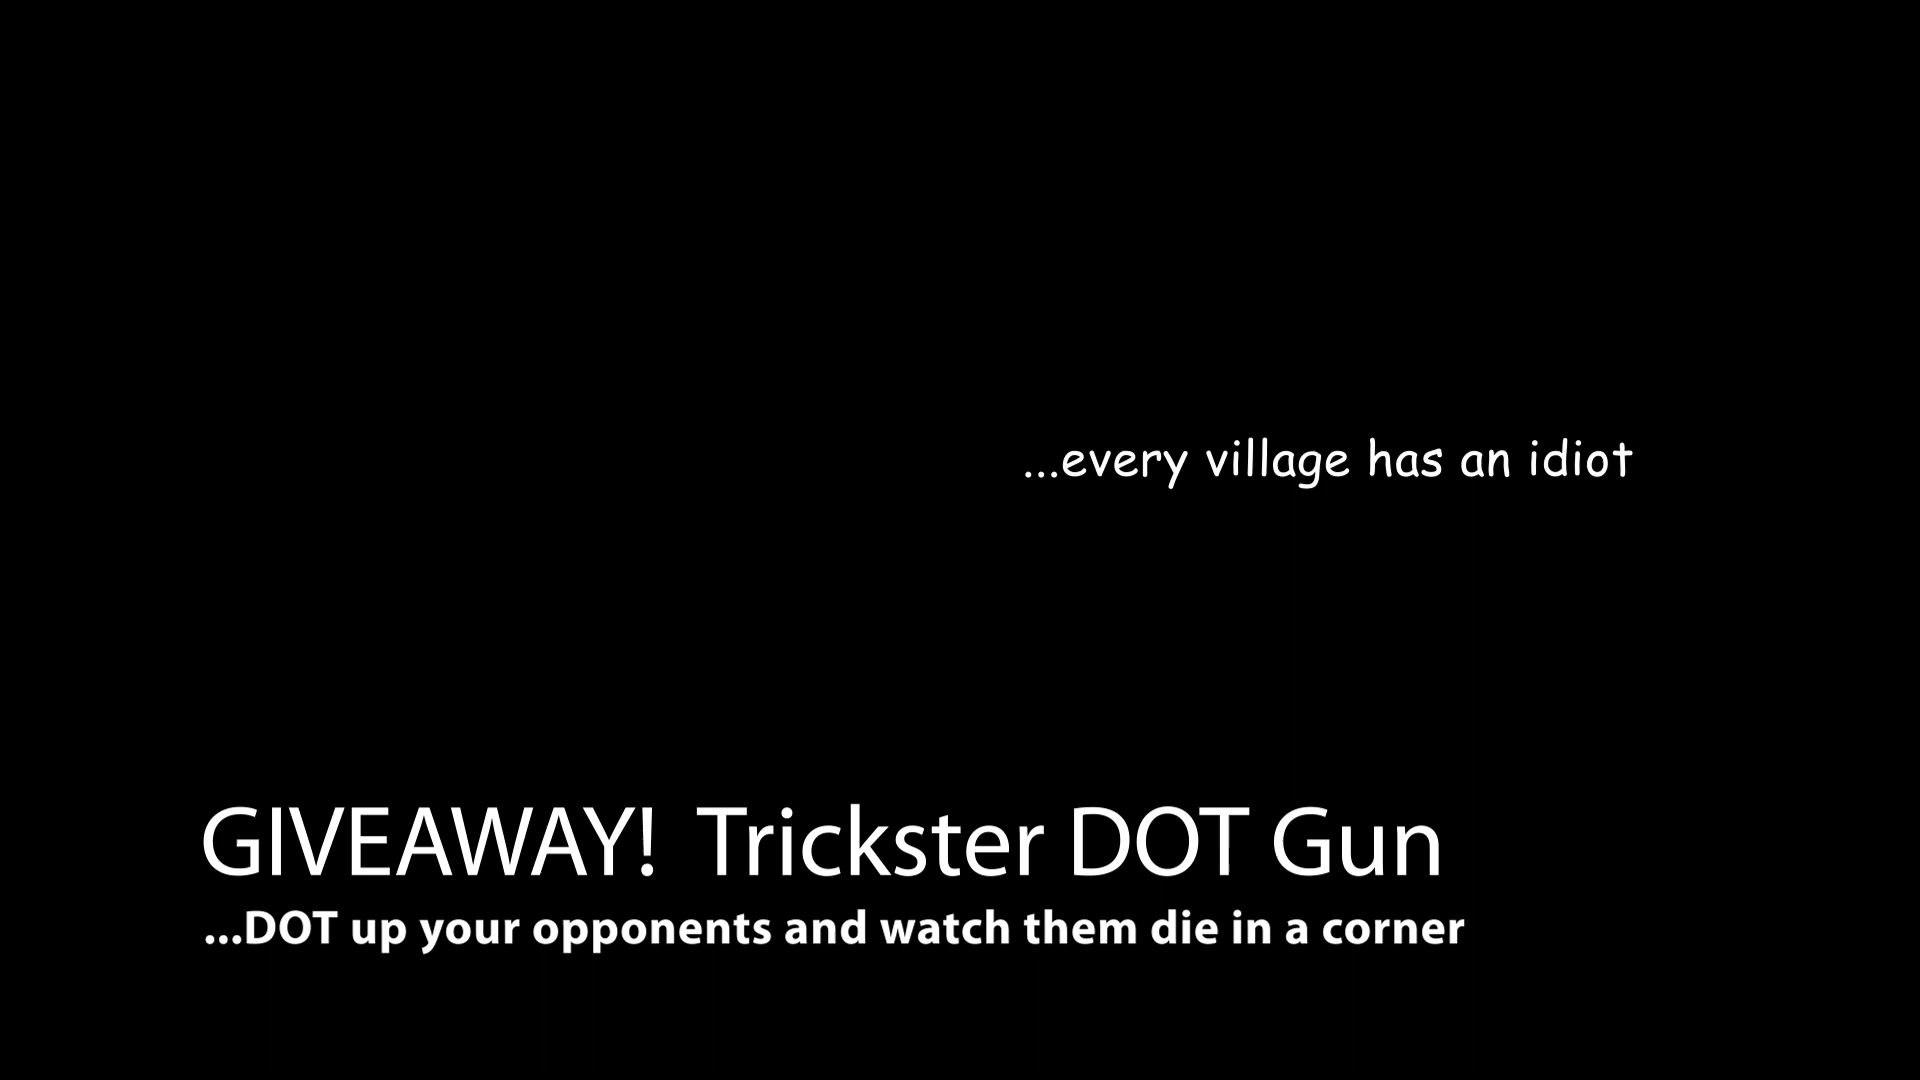 ...every village has an idiot
GIVEAWAY! Trickster DOT Gun
...DOT up your opponents and watch them die in a corner